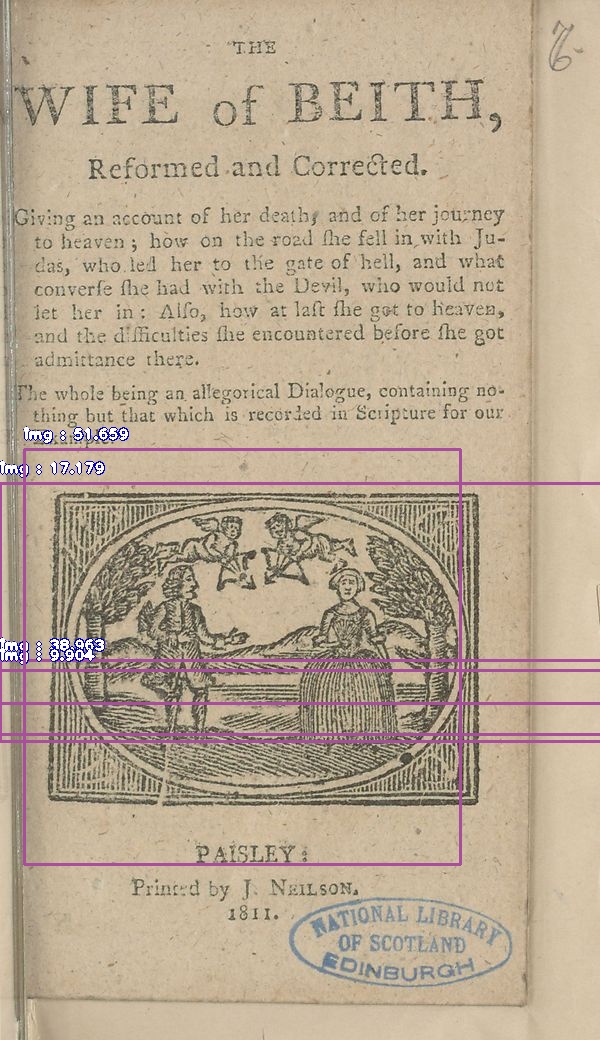 THE
WIFE of BEITH,
Reformed and Corrected.
Giving an account of her death, and of her journey
to heaven; how on the road ſhe fell in with Ju-
das, who led her to the gate of hell, and what
converſe ſhe had with the Devil, who would not
let her in: Alſo, how at laſt ſhe got to heaven,
and the difficulties ſhe encountered before ſhe got
admittance there.
The whole being an allegorical Dialogue, containing no-
thing but that which is recorded in Scripture for our
img : 51.659
img : 17.179
img : 38.963
img : 9.904
PAISLEY:
Printed by J. NEILSON.
1811.
NATIONAL LIBRARY
OF SCOTLAND
EDINBURGH